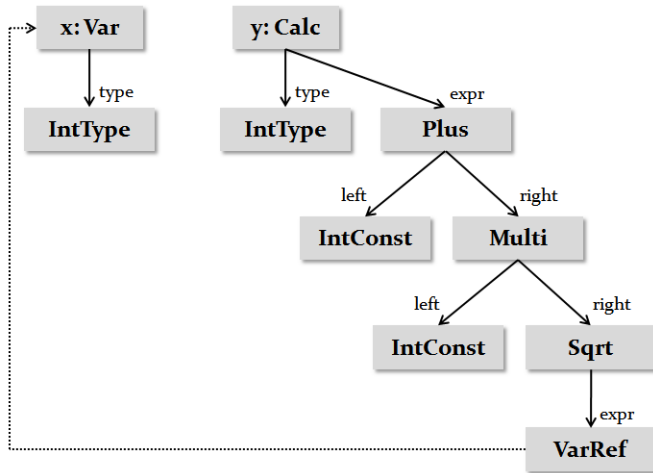 x: Var
y: Calc
type
type
expr
IntType
IntType
Plus
left
right
IntConst
Multi
left
right
IntConst
Sqrt
expr
VarRef